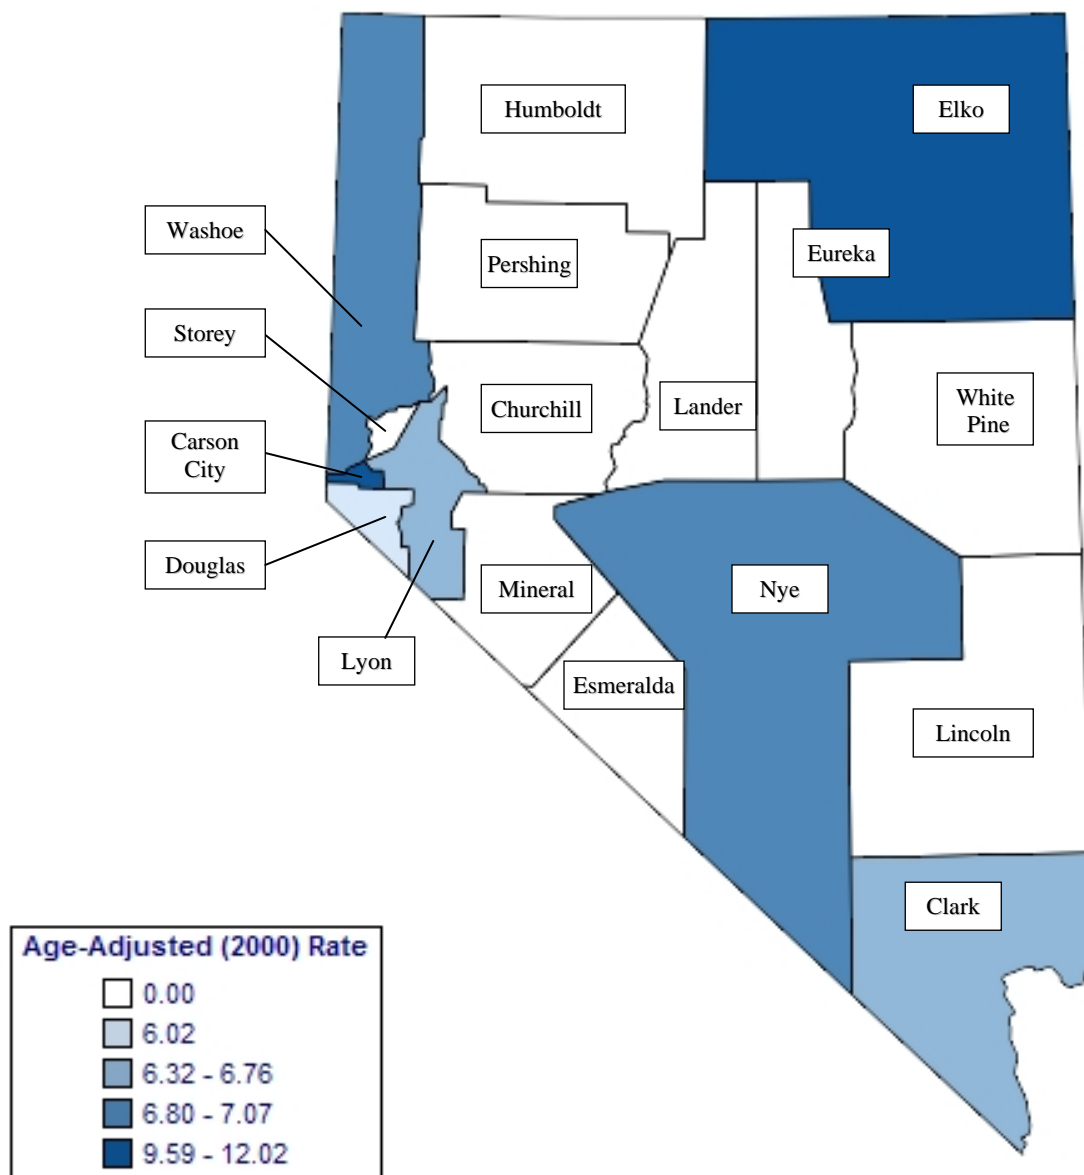 Humboldt
Elko
Washoe
Eureka
Pershing
Storey
Churchill
Lander
White
Pine
Carson
City
Douglas
Mineral
Nye
Lyon
Esmeralda
Lincoln
Clark
Age-Adjusted (2000) Rate
0.00
6.02
6.32 - 6.76
6.80 - 7.07
9.59 - 12.02